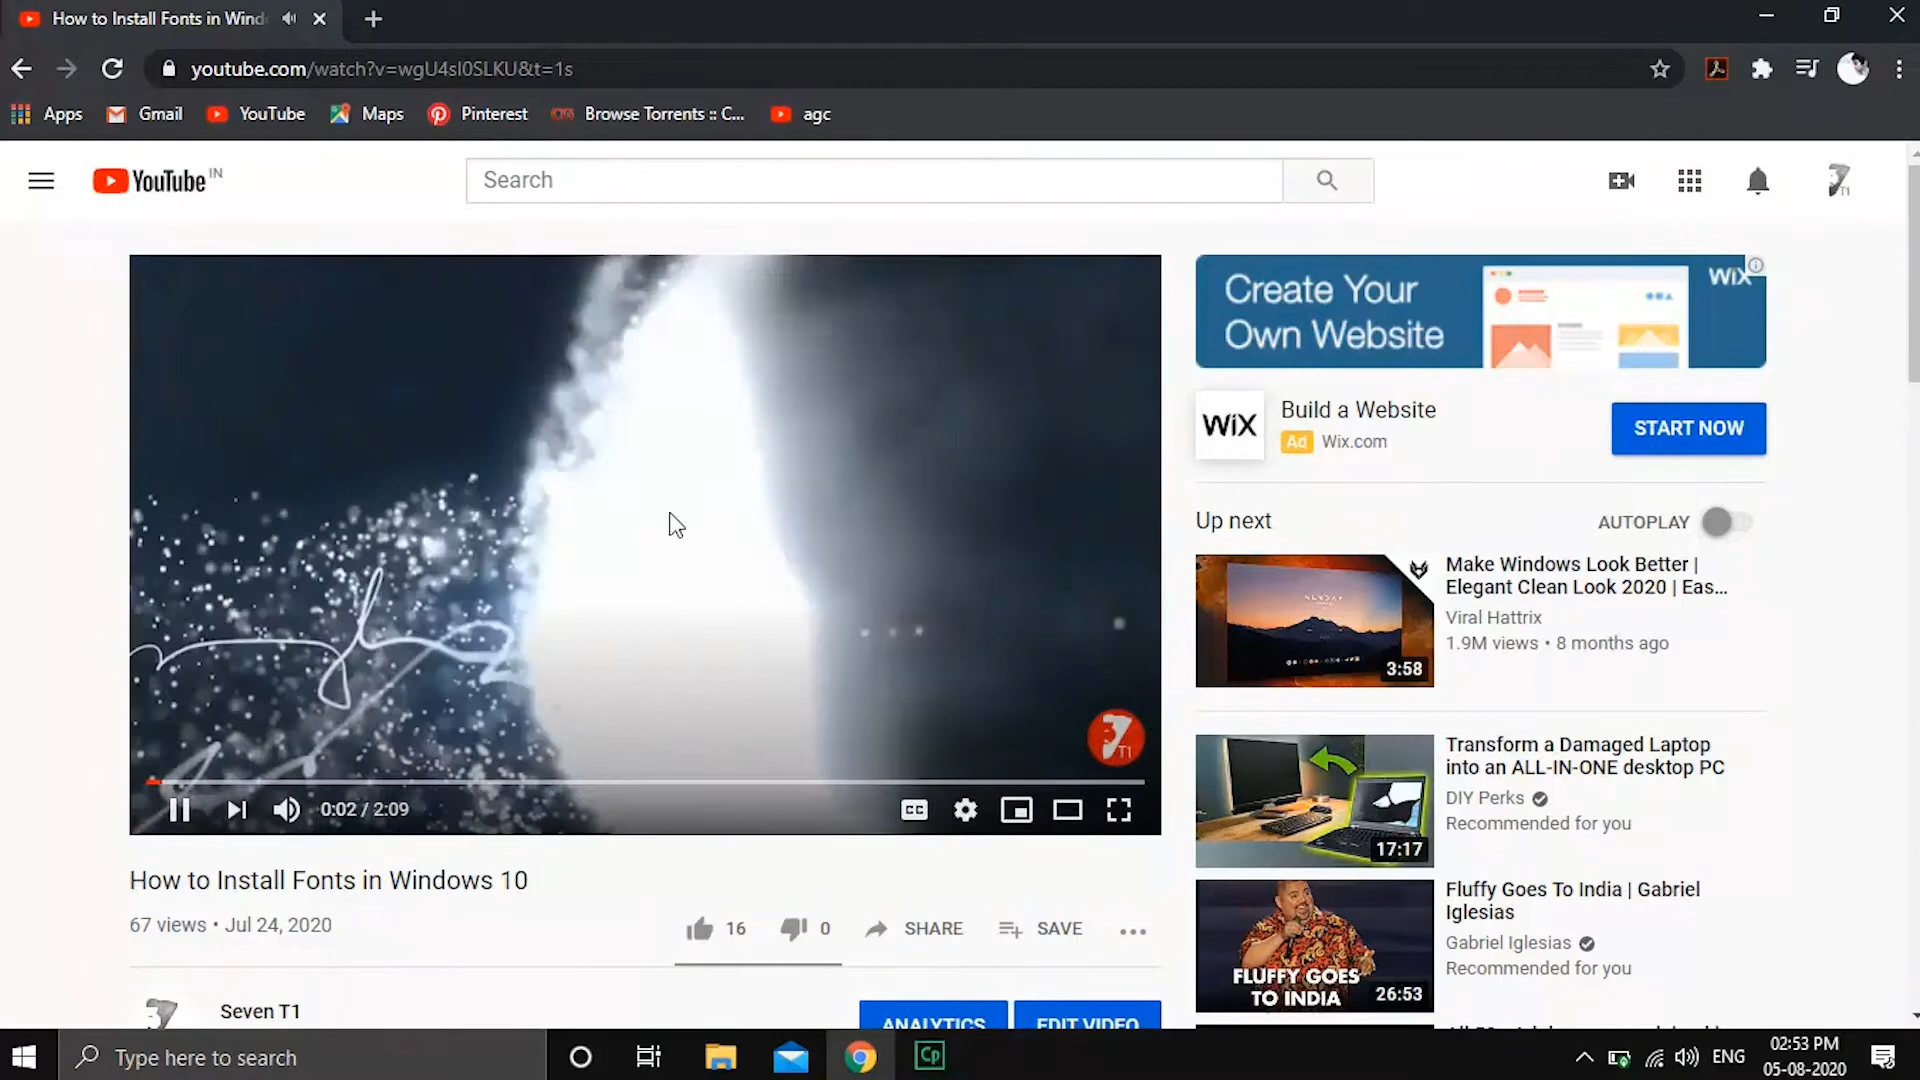 How to Install Fonts in Wind
youtube.com/watch?v=wgU4sl0SLKU&t=1s
Apps
Gmail
YouTube
Maps
Pinterest
Browse Torrents :: C...
agc
YouTube IN
Search
Create Your
Own Website
WiX
WiX
Build a Website
Ad Wix.com
START NOW
Up next
AUTOPLAY
Make Windows Look Better |
Elegant Clean Look 2020 | Eas...
Viral Hattrix
1.9M views • 8 months ago
3:58
Transform a Damaged Laptop
into an ALL-IN-ONE desktop PC
DIY Perks
Recommended for you
17:17
Fluffy Goes To India | Gabriel
Iglesias
Gabriel Iglesias
Recommended for you
FLUFFY GOES
TO INDIA
26:53
T1
CC
0:02 / 2:09
How to Install Fonts in Windows 10
67 views • Jul 24, 2020
16
0
SHARE
SAVE
Seven T1
ANALYTICS
EDIT VIDEO
Type here to search
Cp
ENG
02:53 PM
05-08-2020